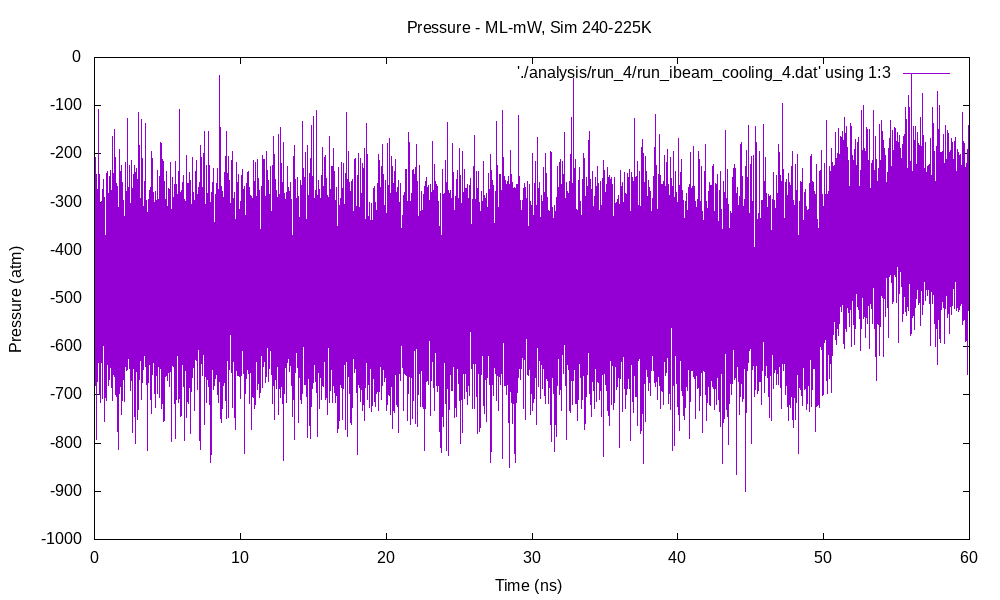 Pressure - ML-mW, Sim 240-225K
'./analysis/run_4/run_ibeam_cooling_4.dat' using 1:3
0
-100
-200
-300
-400
-500
-600
-700
-800
-900
-1000
Pressure (atm)
0 10 20 30 40 50 60
Time (ns)